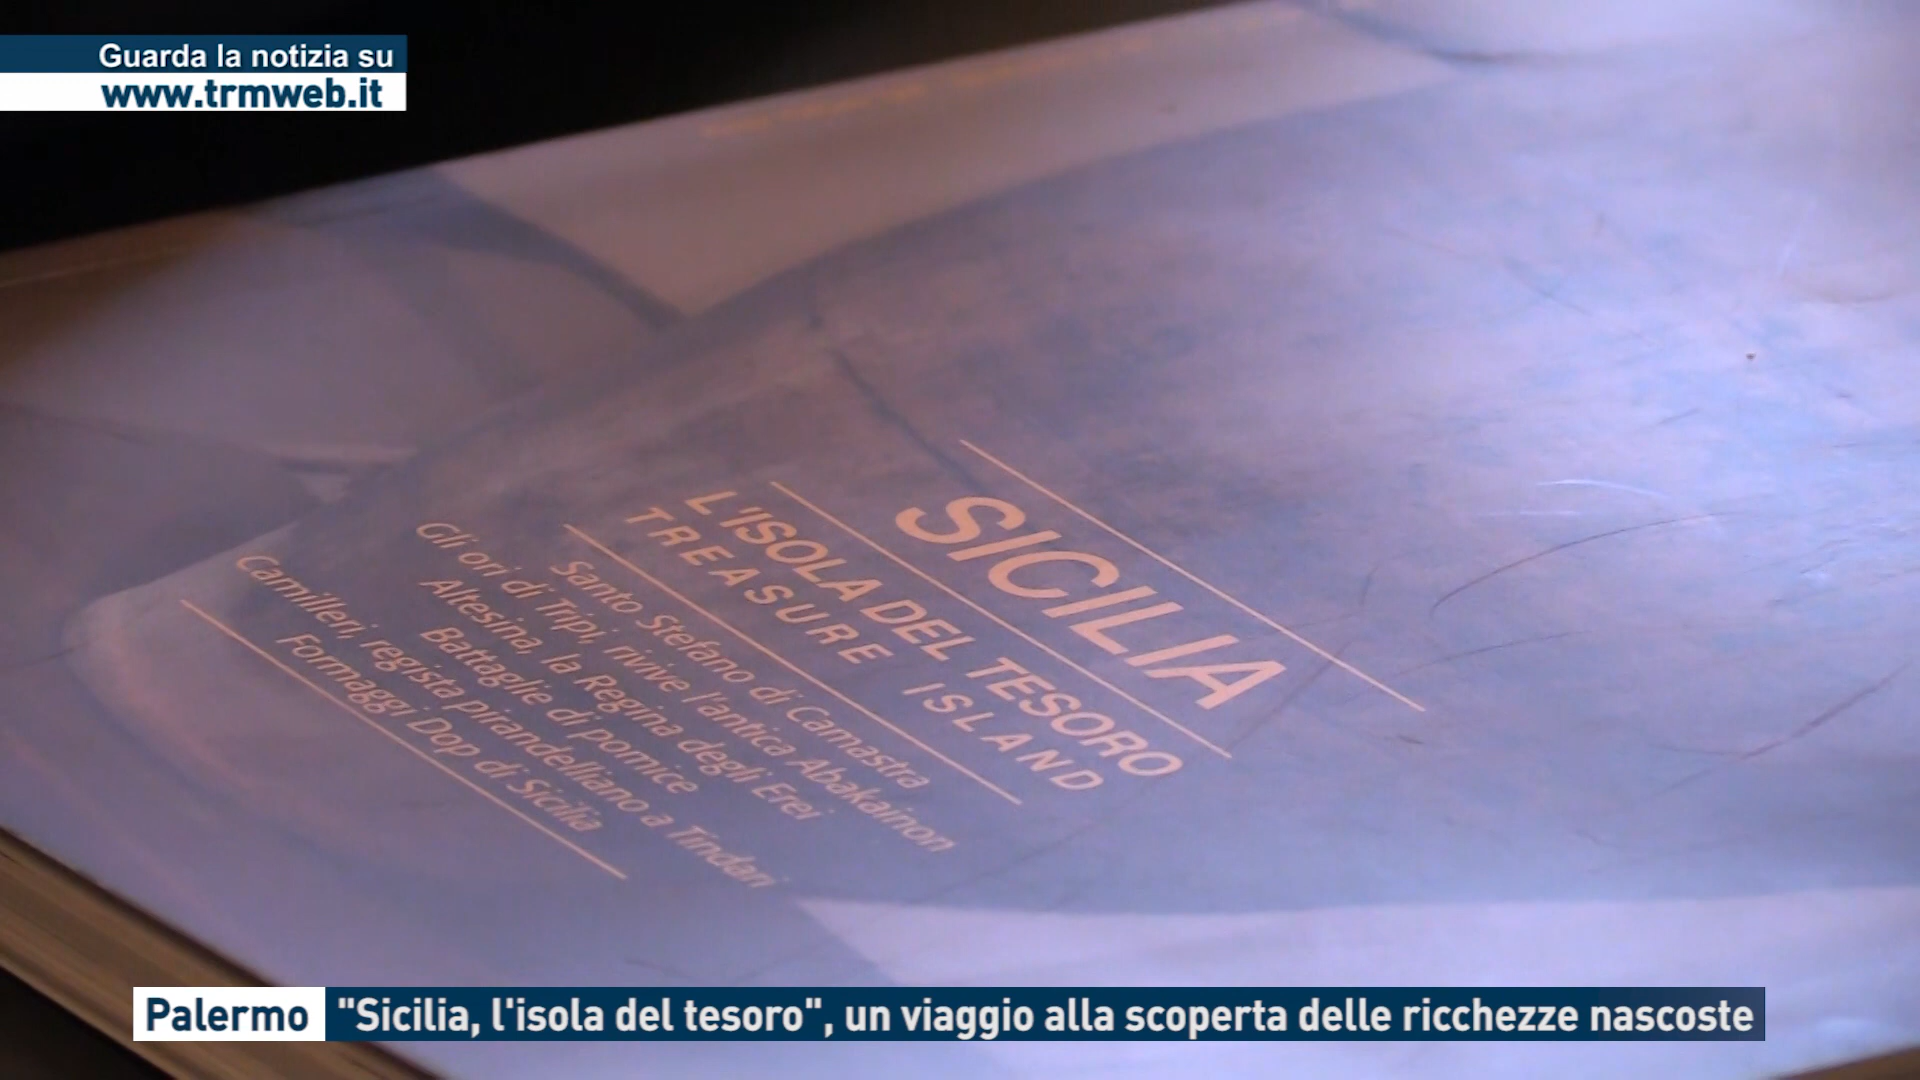 Guarda la notizia su
www.trmweb.it
SICILIA
L'ISOLA DEL TESORO
TREASURE ISLAND
Santo Stefano di Camastra
Gli ori di Tripi, rivive l'antica Abakainon
Altesina, la Regina degli Erei
Battaglie di pomice
Camilleri, regista pirandelliano a Tindari
Formaggi Dop di Sicilia
Palermo "Sicilia, l'isola del tesoro", un viaggio alla scoperta delle ricchezze nascoste